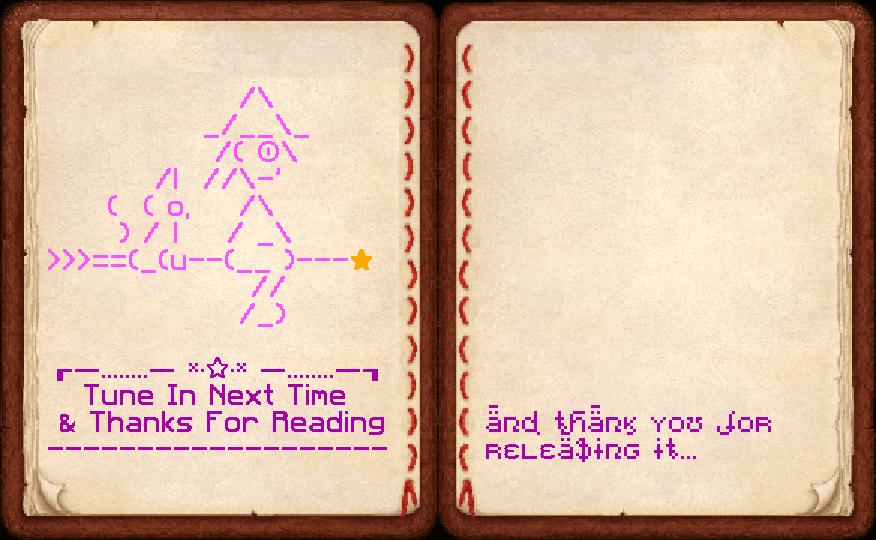 Tune In Next Time
& Thanks For Reading
and thank you for
releasing it...